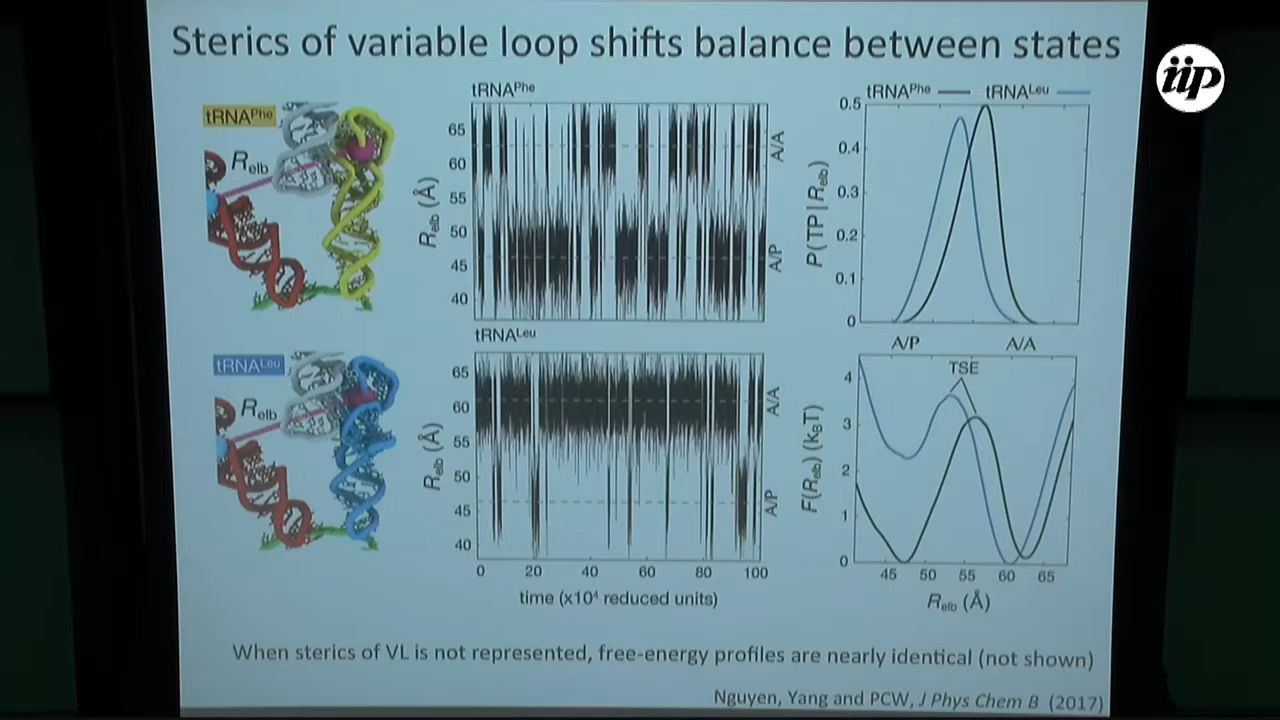 Sterics of variable loop shifts balance between states
iip
tRNAPhe
Relb
tRNAPhe
65
60
55
50
45
40
Relb (Å)
A/A
A/P
tRNAPhe
tRNALeu
0.5
0.4
0.3
0.2
0.1
0
P(TP|Relb)
tRNALeu
Relb
tRNALeu
65
60
55
50
45
40
Relb (Å)
A/A
A/P
0 20 40 60 80 100
time (x10⁴ reduced units)
A/P
A/A
TSE
4
3
2
1
0
F(Relb) (kBT)
45 50 55 60 65
Relb (Å)
When sterics of VL is not represented, free-energy profiles are nearly identical (not shown)
Nguyen, Yang and PCW, J Phys Chem B (2017)